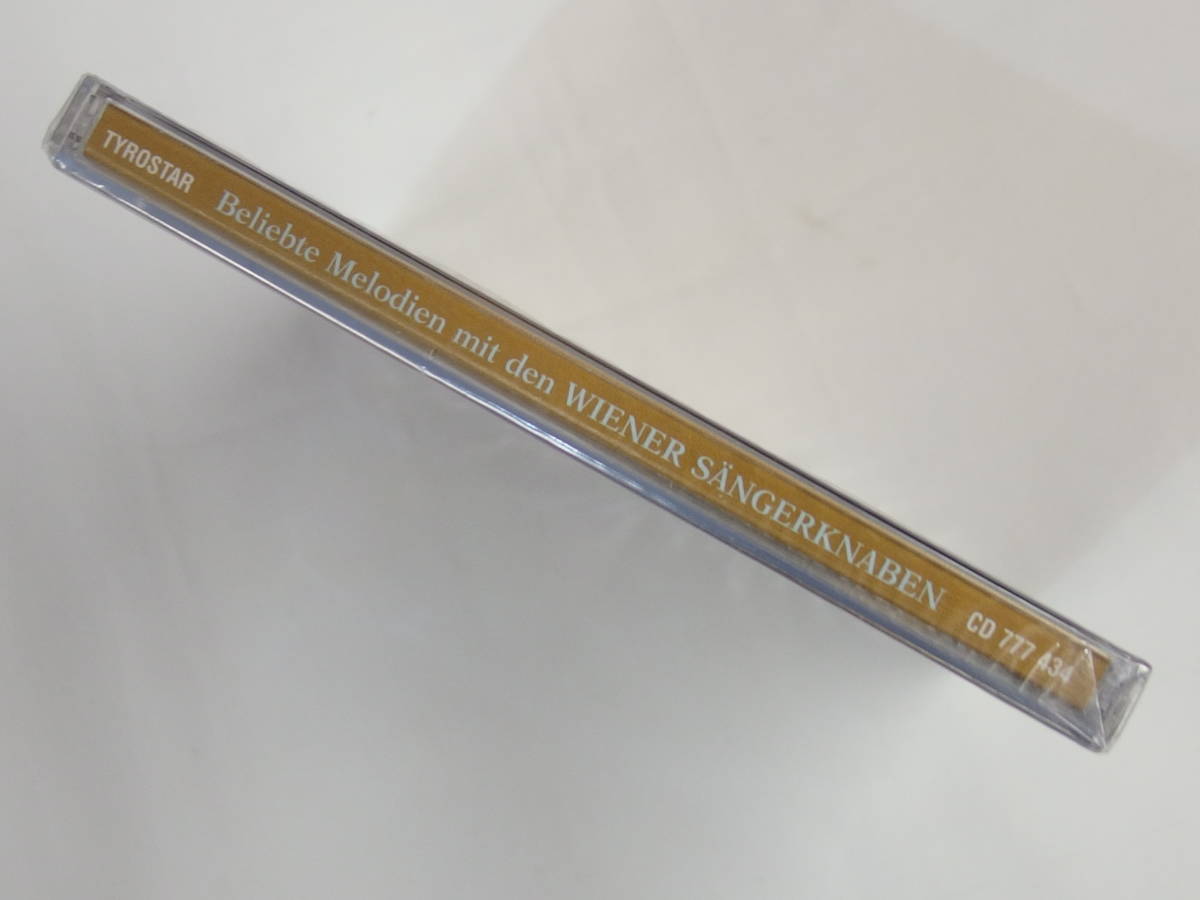 TYROSTAR Beliebte Melodien mit den WIENER SÄNGERKNABEN CD 777 434